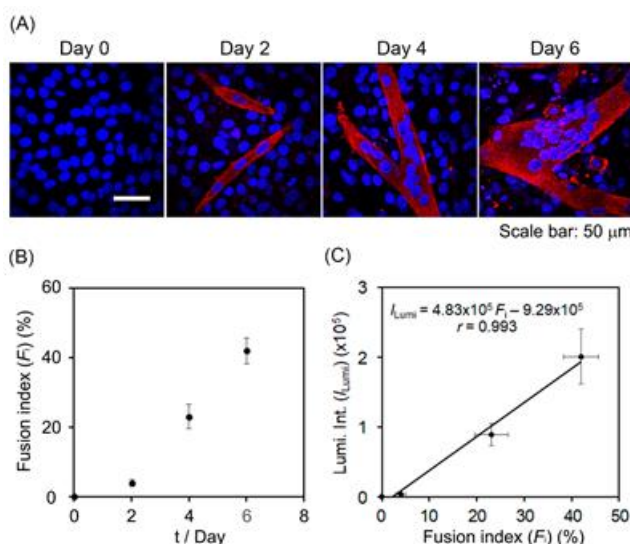 (A)
Day 0 Day 2 Day 4 Day 6
Scale bar: 50 μm
(B)
60
40
20
0
0 2 4 6 8
Fusion index (Fi) (%)
t / Day
(C)
3
2
1
0
0 10 20 30 40 50
Lumi. Int. (ILumi) (x10⁵)
ILumi = 4.83x10⁵ Fi – 9.29x10⁵
r = 0.993
Fusion index (Fi) (%)